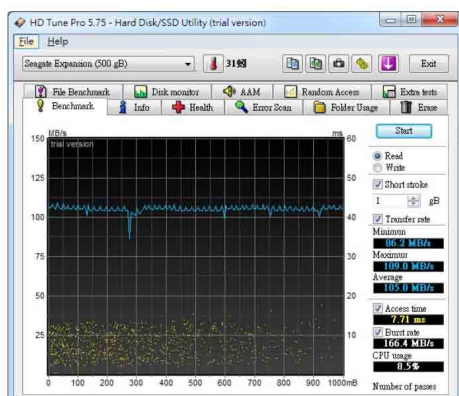 HD Tune Pro 5.75 - Hard Disk/SSD Utility (trial version)
File Help
Seagate Expansion (500 gB) Exit
File Benchmark Disk monitor AAM Random Access Extra tests
Benchmark Info Health Error Scan Folder Usage Erase
Start
MB/s ms
trial version
150 60
125 50
100 40
75 30
50 20
25 10
0 100 200 300 400 500 600 700 800 900 1000mB
Read
Write
Short stroke
1 gB
Transfer rate
Minimum
86.2 MB/s
Maximum
109.0 MB/s
Average
105.0 MB/s
Access time
7.71 ms
Burst rate
166.4 MB/s
CPU usage
8.5%
Number of passes